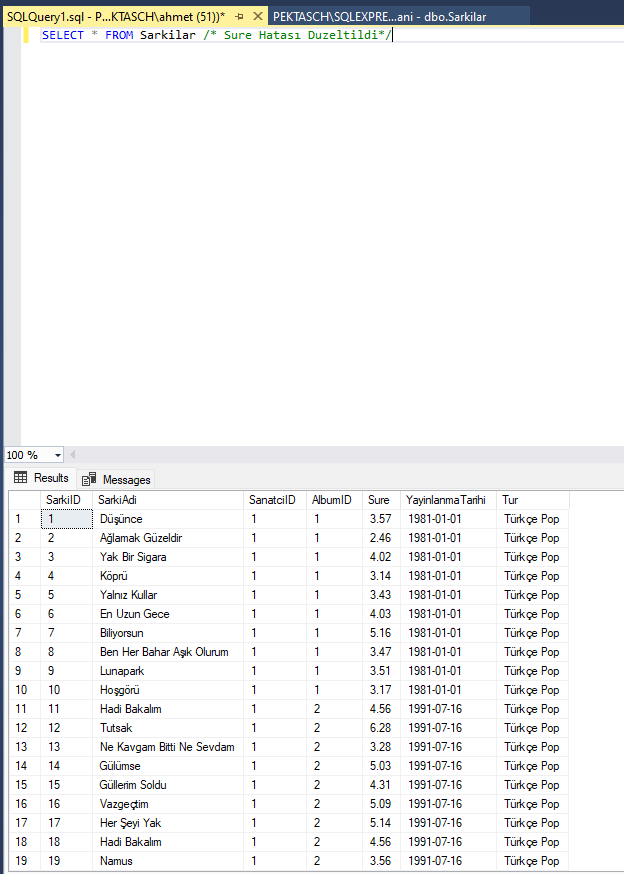 SQLQuery1.sql - P...KTASCH\ahmet (51))* PEKTASCH\SQLEXPRE...ani - dbo.Sarkilar
SELECT * FROM Sarkilar /* Sure Hatası Duzeltildi*/
100 %
Results Messages
SarkiID SarkiAdi SanatciID AlbumID Sure YayinlanmaTarihi Tur
1 1 Düşünce 1 1 3.57 1981-01-01 Türkçe Pop
2 2 Ağlamak Güzeldir 1 1 2.46 1981-01-01 Türkçe Pop
3 3 Yak Bir Sigara 1 1 4.02 1981-01-01 Türkçe Pop
4 4 Köprü 1 1 3.14 1981-01-01 Türkçe Pop
5 5 Yalnız Kullar 1 1 3.43 1981-01-01 Türkçe Pop
6 6 En Uzun Gece 1 1 4.03 1981-01-01 Türkçe Pop
7 7 Biliyorsun 1 1 5.16 1981-01-01 Türkçe Pop
8 8 Ben Her Bahar Aşık Olurum 1 1 3.47 1981-01-01 Türkçe Pop
9 9 Lunapark 1 1 3.51 1981-01-01 Türkçe Pop
10 10 Hoşgörü 1 1 3.17 1981-01-01 Türkçe Pop
11 11 Hadi Bakalım 1 2 4.56 1991-07-16 Türkçe Pop
12 12 Tutsak 1 2 6.28 1991-07-16 Türkçe Pop
13 13 Ne Kavgam Bitti Ne Sevdam 1 2 3.28 1991-07-16 Türkçe Pop
14 14 Gülümse 1 2 5.03 1991-07-16 Türkçe Pop
15 15 Güllerim Soldu 1 2 4.31 1991-07-16 Türkçe Pop
16 16 Vazgeçtim 1 2 5.09 1991-07-16 Türkçe Pop
17 17 Her Şeyi Yak 1 2 5.14 1991-07-16 Türkçe Pop
18 18 Hadi Bakalım 1 2 4.56 1991-07-16 Türkçe Pop
19 19 Namus 1 2 3.56 1991-07-16 Türkçe Pop